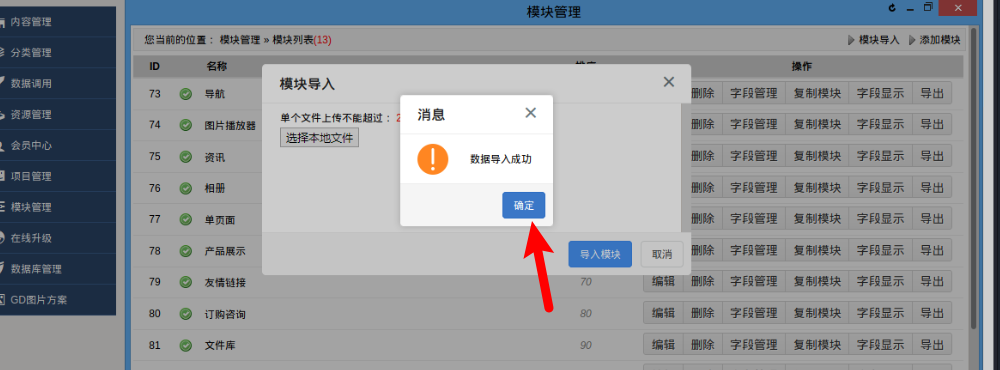 模块管理
内容管理
分类管理
数据调用
资源管理
会员中心
项目管理
模块管理
在线升级
数据库管理
GD图片方案
您当前的位置： 模块管理 » 模块列表(13)
模块导入
添加模块
ID 名称 操作
73 导航 删除 字段管理 复制模块 字段显示 导出
74 图片播放器 删除 字段管理 复制模块 字段显示 导出
75 资讯 删除 字段管理 复制模块 字段显示 导出
76 相册 删除 字段管理 复制模块 字段显示 导出
77 单页面 删除 字段管理 复制模块 字段显示 导出
78 产品展示 删除 字段管理 复制模块 字段显示 导出
79 友情链接 70 编辑 删除 字段管理 复制模块 字段显示 导出
80 订购咨询 80 编辑 删除 字段管理 复制模块 字段显示 导出
81 文件库 90 编辑 删除 字段管理 复制模块 字段显示 导出
模块导入
单个文件上传不能超过：
选择本地文件
导入模块 取消
消息
数据导入成功
确定